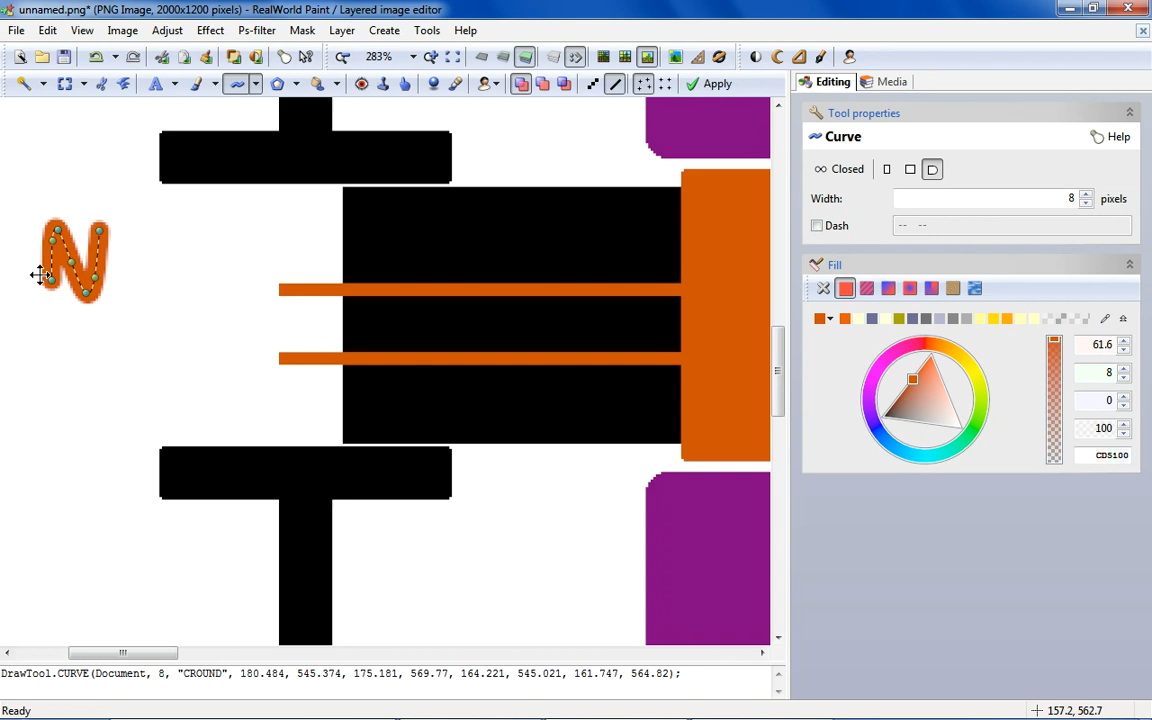 unnamed.png* (PNG Image, 2000x1200 pixels) - RealWorld Paint / Layered image editor
File Edit View Image Adjust Effect Ps-filter Mask Layer Create Tools Help
283%
Apply
Editing Media
Tool properties
Curve Help
Closed
Width: 8 pixels
Dash -- --
Fill
61.6
8
0
100
CD5100
N
DrawTool.CURVE(Document, 8, "CROUND", 180.484, 545.374, 175.181, 569.77, 164.221, 545.021, 161.747, 564.82);
Ready 157.2, 562.7